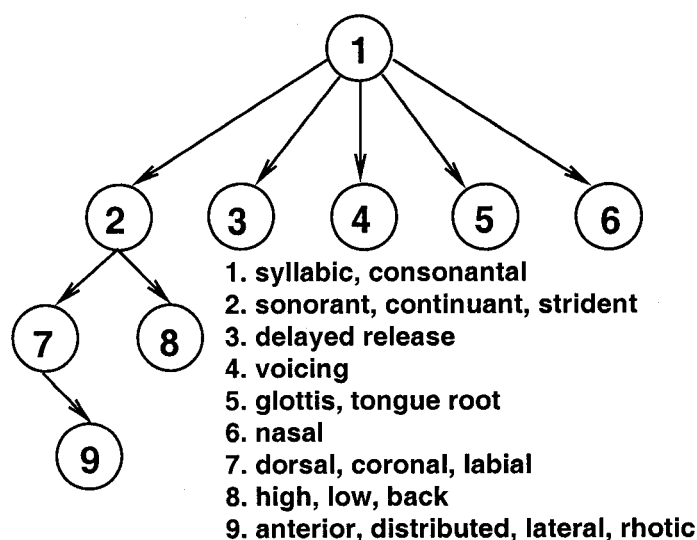 1
2 3 4 5 6
1. syllabic, consonantal
2. sonorant, continuant, strident
7 8
3. delayed release
4. voicing
5. glottis, tongue root
6. nasal
9
7. dorsal, coronal, labial
8. high, low, back
9. anterior, distributed, lateral, rhotic